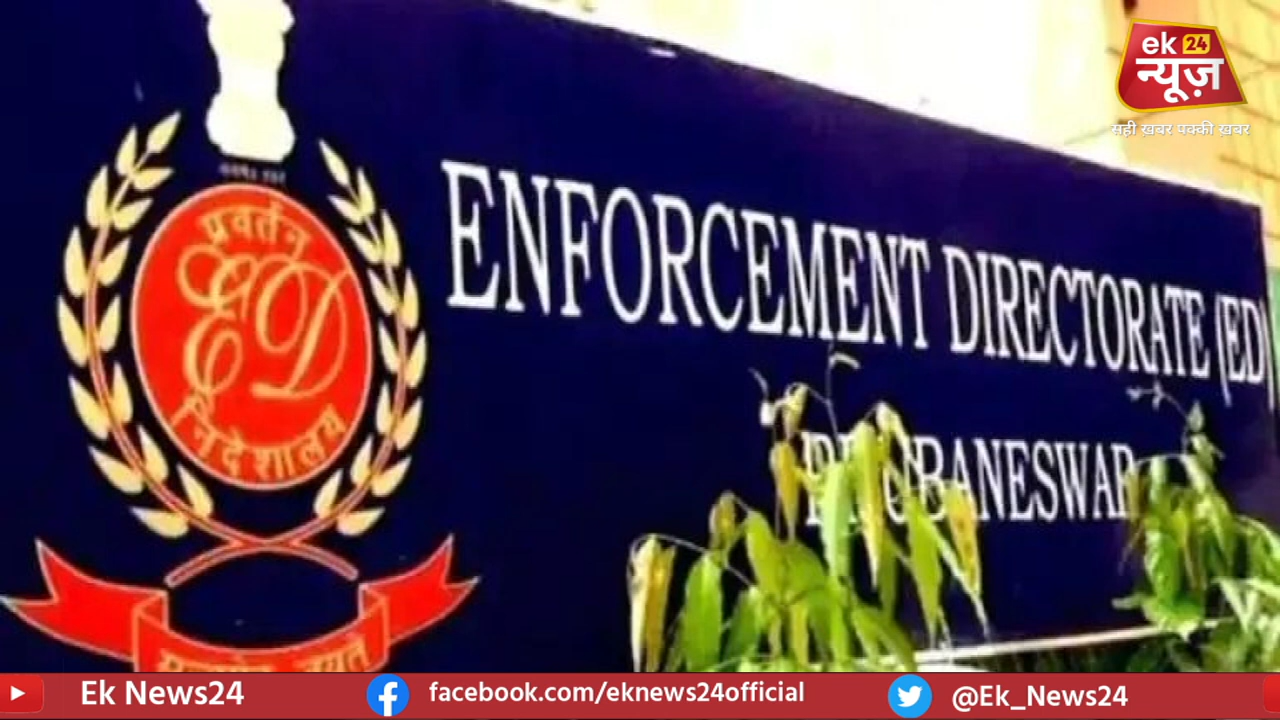 प्रवर्तन
ED
निदेशालय
ENFORCEMENT DIRECTORATE (ED)
ek 24
न्यूज़
सही ख़बर पक्की ख़बर
Ek News24
facebook.com/eknews24official
@Ek_News24